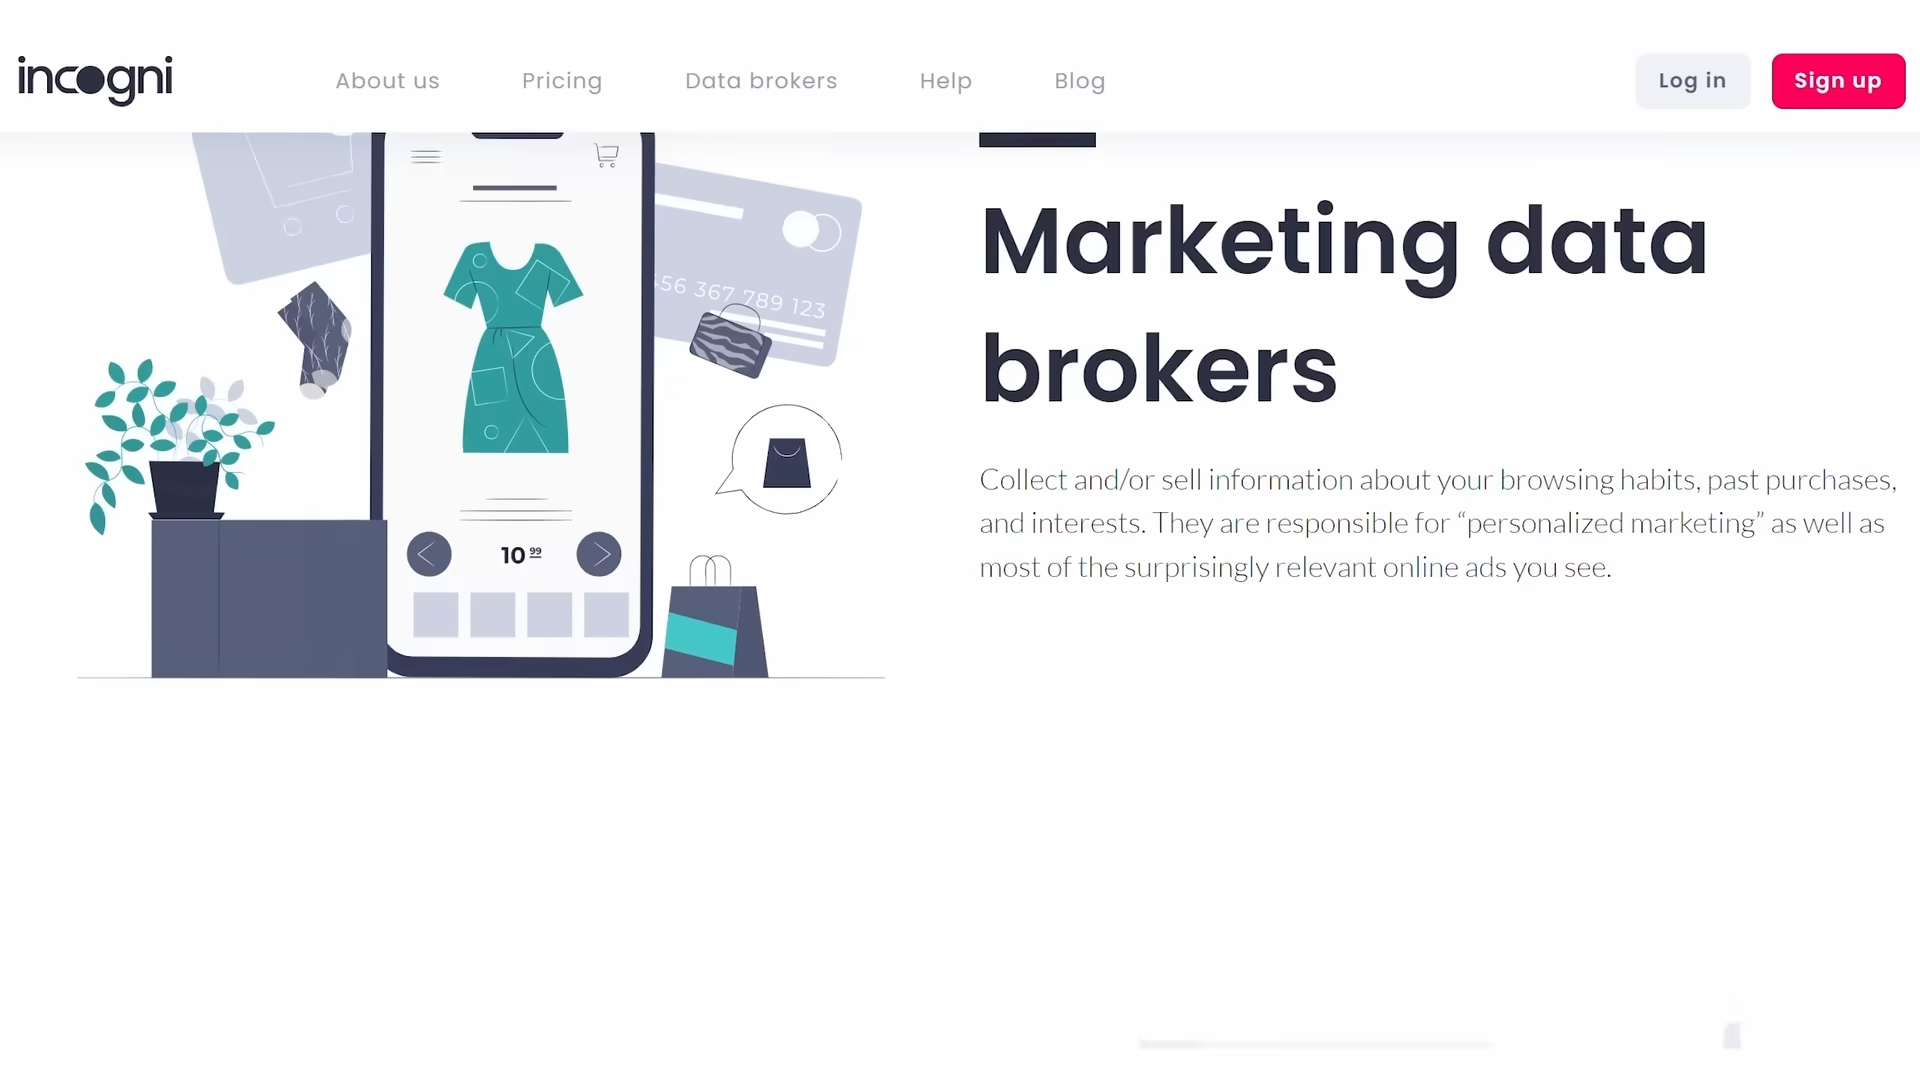 incogni
About us
Pricing
Data brokers
Help
Blog
Log in
Sign up
456 367 789 123
10 99
Marketing data
brokers
Collect and/or sell information about your browsing habits, past purchases,
and interests. They are responsible for “personalized marketing” as well as
most of the surprisingly relevant online ads you see.